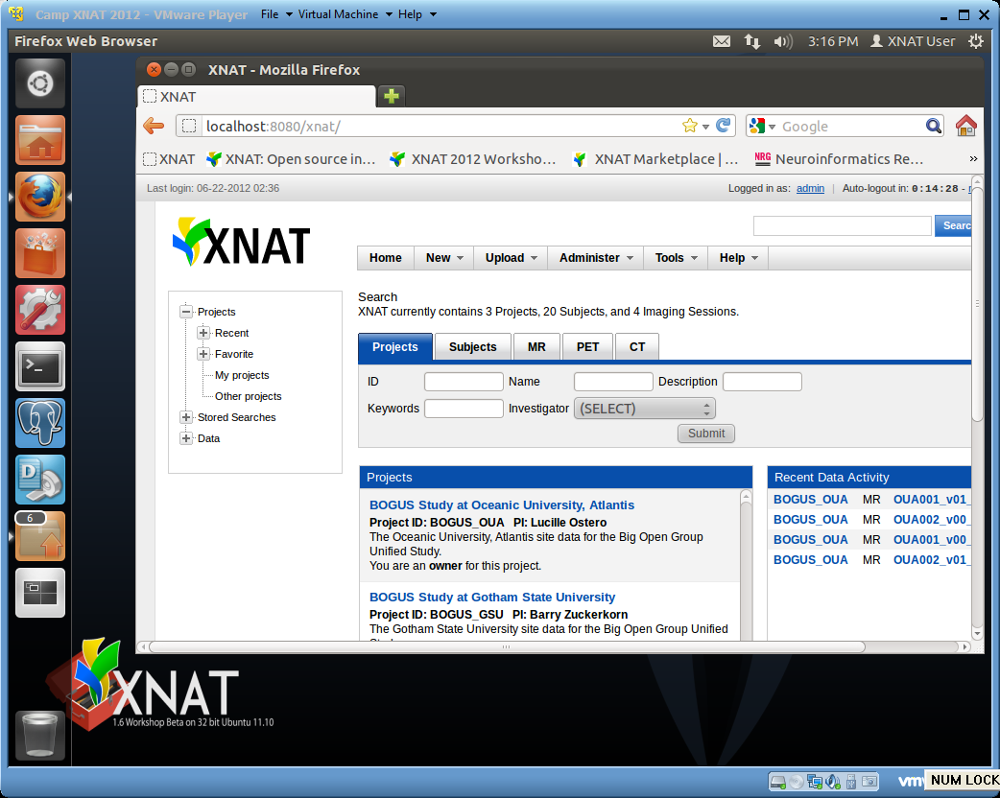 Camp XNAT 2012 - VMware Player File Virtual Machine Help
Firefox Web Browser 3:16 PM XNAT User
XNAT - Mozilla Firefox
XNAT
localhost:8080/xnat/ Google
XNAT XNAT: Open source in... XNAT 2012 Worksho... XNAT Marketplace | ... NRG Neuroinformatics Re... »
Last login: 06-22-2012 02:36 Logged in as: admin | Auto-logout in: 0:14:28 -
XNAT
Searc
Home New Upload Administer Tools Help
Projects
Recent
Favorite
My projects
Other projects
Stored Searches
Data
Search
XNAT currently contains 3 Projects, 20 Subjects, and 4 Imaging Sessions.
Projects Subjects MR PET CT
ID Name Description
Keywords Investigator (SELECT)
Submit
Projects
BOGUS Study at Oceanic University, Atlantis
Project ID: BOGUS_OUA PI: Lucille Ostero
The Oceanic University, Atlantis site data for the Big Open Group
Unified Study.
You are an owner for this project.
BOGUS Study at Gotham State University
Project ID: BOGUS_GSU PI: Barry Zuckerkorn
The Gotham State University site data for the Big Open Group Unified
Recent Data Activity
BOGUS_OUA MR OUA001_v01_
BOGUS_OUA MR OUA002_v00_
BOGUS_OUA MR OUA001_v00_
BOGUS_OUA MR OUA002_v01_
6
XNAT
1.6 Workshop Beta on 32 bit Ubuntu 11.10
vm
NUM LOCK